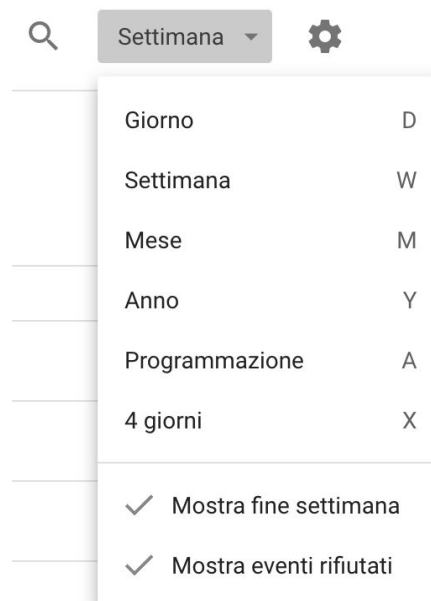 Settimana
Giorno D
Settimana W
Mese M
Anno Y
Programmazione A
4 giorni X
Mostra fine settimana
Mostra eventi rifiutati